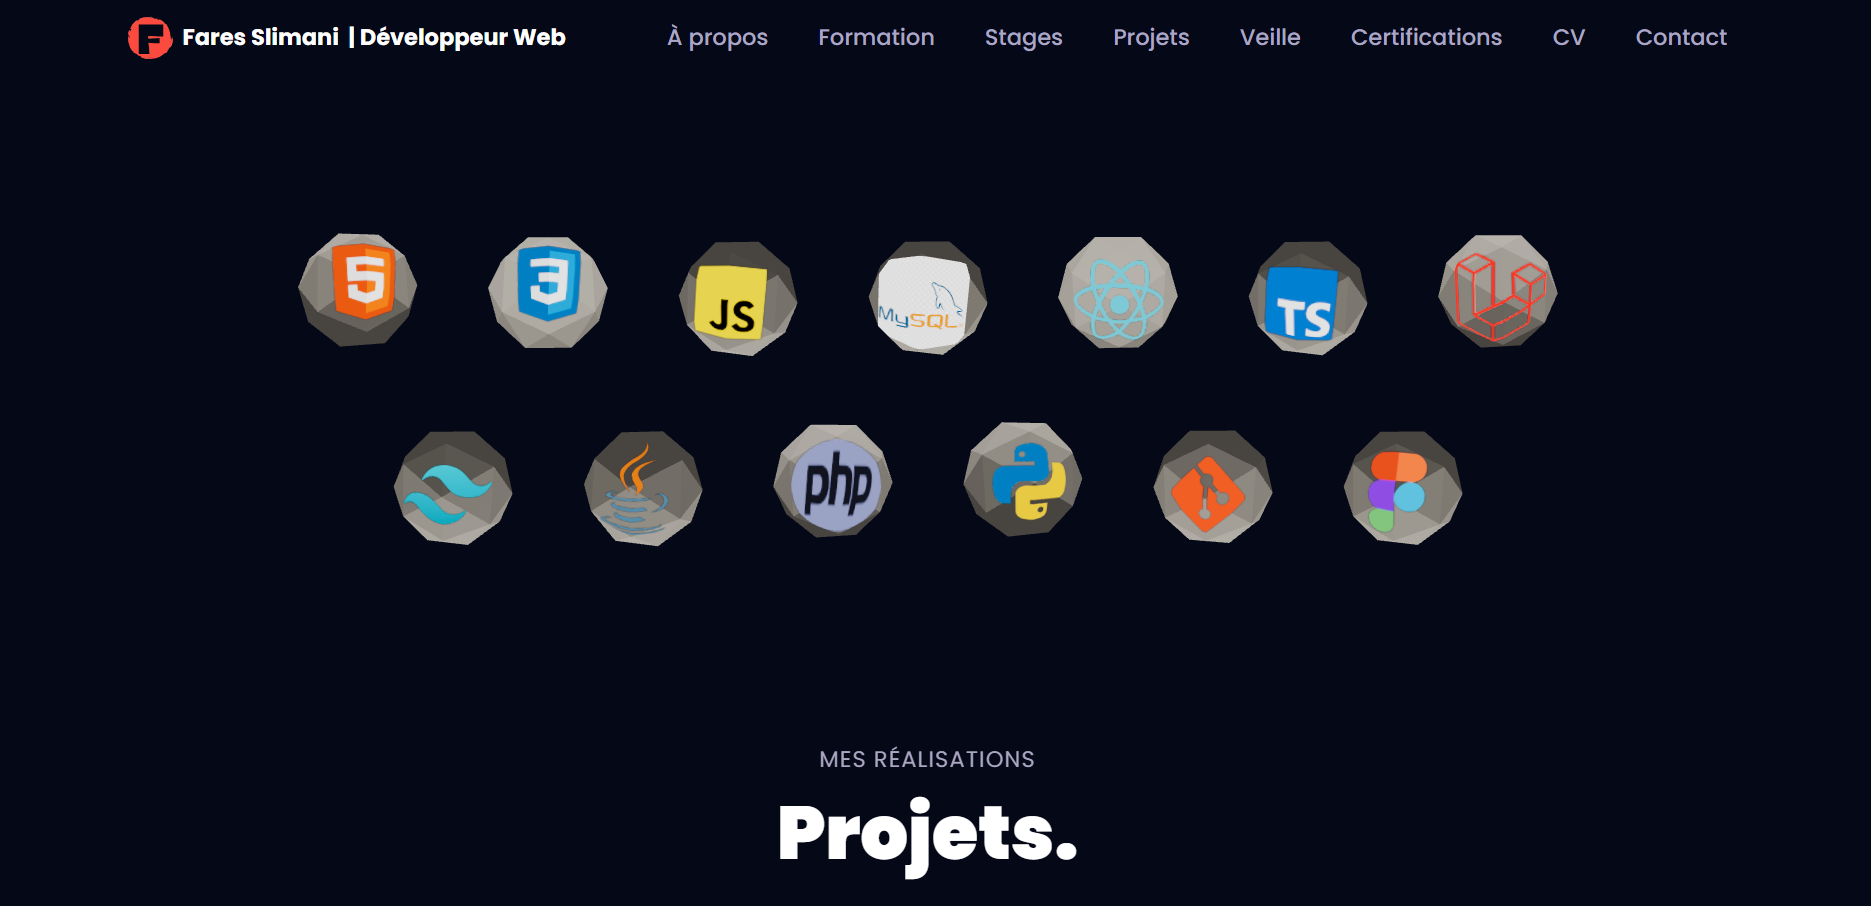 Fares Slimani | Développeur Web À propos Formation Stages Projets Veille Certifications CV Contact
5 3 JS MySQL TS
php
MES RÉALISATIONS
Projets.